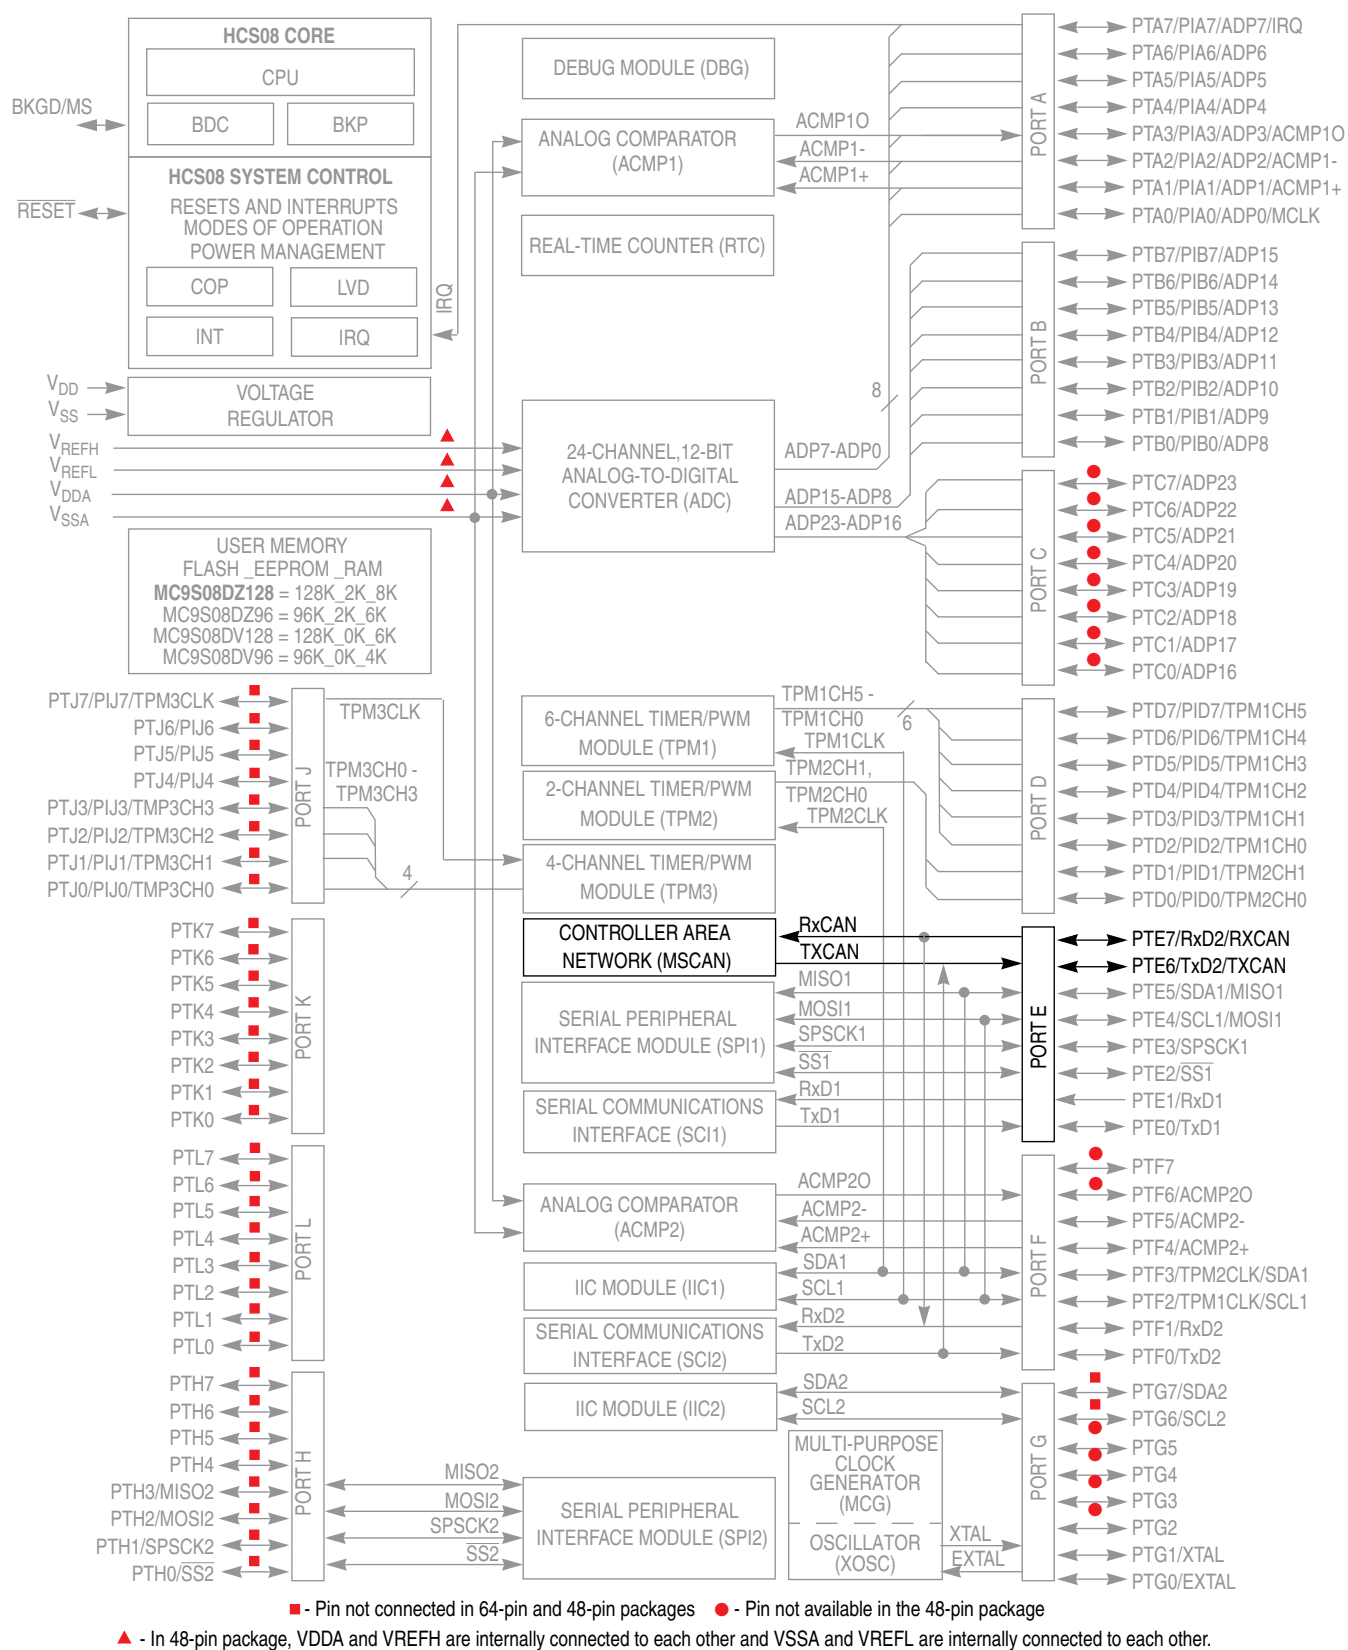 HCS08 CORE
CPU
BDC
BKP
BKGD/MS
HCS08 SYSTEM CONTROL
RESETS AND INTERRUPTS
MODES OF OPERATION
POWER MANAGEMENT
COP
LVD
INT
IRQ
RESET
IRQ
VDD
VSS
VOLTAGE
REGULATOR
VREFH
VREFL
VDDA
VSSA
USER MEMORY
FLASH _EEPROM _RAM
MC9S08DZ128 = 128K_2K_8K
MC9S08DZ96 = 96K_2K_6K
MC9S08DV128 = 128K_0K_6K
MC9S08DV96 = 96K_0K_4K
DEBUG MODULE (DBG)
ANALOG COMPARATOR
(ACMP1)
ACMP1O
ACMP1-
ACMP1+
REAL-TIME COUNTER (RTC)
24-CHANNEL,12-BIT
ANALOG-TO-DIGITAL
CONVERTER (ADC)
8
ADP7-ADP0
ADP15-ADP8
ADP23-ADP16
PORT A
PTA7/PIA7/ADP7/IRQ
PTA6/PIA6/ADP6
PTA5/PIA5/ADP5
PTA4/PIA4/ADP4
PTA3/PIA3/ADP3/ACMP1O
PTA2/PIA2/ADP2/ACMP1-
PTA1/PIA1/ADP1/ACMP1+
PTA0/PIA0/ADP0/MCLK
PORT B
PTB7/PIB7/ADP15
PTB6/PIB6/ADP14
PTB5/PIB5/ADP13
PTB4/PIB4/ADP12
PTB3/PIB3/ADP11
PTB2/PIB2/ADP10
PTB1/PIB1/ADP9
PTB0/PIB0/ADP8
PORT C
PTC7/ADP23
PTC6/ADP22
PTC5/ADP21
PTC4/ADP20
PTC3/ADP19
PTC2/ADP18
PTC1/ADP17
PTC0/ADP16
PTJ7/PIJ7/TPM3CLK
PTJ6/PIJ6
PTJ5/PIJ5
PTJ4/PIJ4
PTJ3/PIJ3/TMP3CH3
PTJ2/PIJ2/TPM3CH2
PTJ1/PIJ1/TPM3CH1
PTJ0/PIJ0/TMP3CH0
PORT J
TPM3CLK
TPM3CH0 -
TPM3CH3
4
6-CHANNEL TIMER/PWM
MODULE (TPM1)
TPM1CH5 -
TPM1CH0
6
TPM1CLK
2-CHANNEL TIMER/PWM
MODULE (TPM2)
TPM2CH1,
TPM2CH0
TPM2CLK
4-CHANNEL TIMER/PWM
MODULE (TPM3)
PORT D
PTD7/PID7/TPM1CH5
PTD6/PID6/TPM1CH4
PTD5/PID5/TPM1CH3
PTD4/PID4/TPM1CH2
PTD3/PID3/TPM1CH1
PTD2/PID2/TPM1CH0
PTD1/PID1/TPM2CH1
PTD0/PID0/TPM2CH0
PTK7
PTK6
PTK5
PTK4
PTK3
PTK2
PTK1
PTK0
PORT K
CONTROLLER AREA
NETWORK (MSCAN)
RxCAN
TXCAN
SERIAL PERIPHERAL
INTERFACE MODULE (SPI1)
MISO1
MOSI1
SPSCK1
SS1
SERIAL COMMUNICATIONS
INTERFACE (SCI1)
RxD1
TxD1
PORT E
PTE7/RxD2/RXCAN
PTE6/TxD2/TXCAN
PTE5/SDA1/MISO1
PTE4/SCL1/MOSI1
PTE3/SPSCK1
PTE2/SS1
PTE1/RxD1
PTE0/TxD1
PTL7
PTL6
PTL5
PTL4
PTL3
PTL2
PTL1
PTL0
PORT L
ANALOG COMPARATOR
(ACMP2)
ACMP2O
ACMP2-
ACMP2+
IIC MODULE (IIC1)
SDA1
SCL1
SERIAL COMMUNICATIONS
INTERFACE (SCI2)
RxD2
TxD2
PORT F
PTF7
PTF6/ACMP2O
PTF5/ACMP2-
PTF4/ACMP2+
PTF3/TPM2CLK/SDA1
PTF2/TPM1CLK/SCL1
PTF1/RxD2
PTF0/TxD2
PTH7
PTH6
PTH5
PTH4
PTH3/MISO2
PTH2/MOSI2
PTH1/SPSCK2
PTH0/SS2
PORT H
MISO2
MOSI2
SPSCK2
SS2
IIC MODULE (IIC2)
SDA2
SCL2
SERIAL PERIPHERAL
INTERFACE MODULE (SPI2)
MULTI-PURPOSE
CLOCK
GENERATOR
(MCG)
OSCILLATOR
(XOSC)
XTAL
EXTAL
PORT G
PTG7/SDA2
PTG6/SCL2
PTG5
PTG4
PTG3
PTG2
PTG1/XTAL
PTG0/EXTAL
- Pin not connected in 64-pin and 48-pin packages
- Pin not available in the 48-pin package
- In 48-pin package, VDDA and VREFH are internally connected to each other and VSSA and VREFL are internally connected to each other.